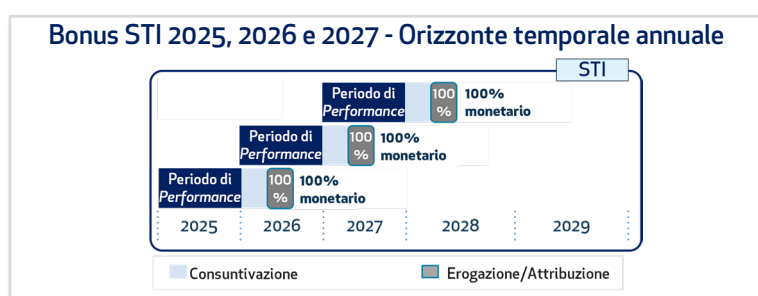 Bonus STI 2025, 2026 e 2027 - Orizzonte temporale annuale
STI
Periodo di
Performance
100
%
100%
monetario
Periodo di
Performance
100
%
100%
monetario
Periodo di
Performance
100
%
100%
monetario
2025 2026 2027 2028 2029
Consuntivazione Erogazione/Attribuzione